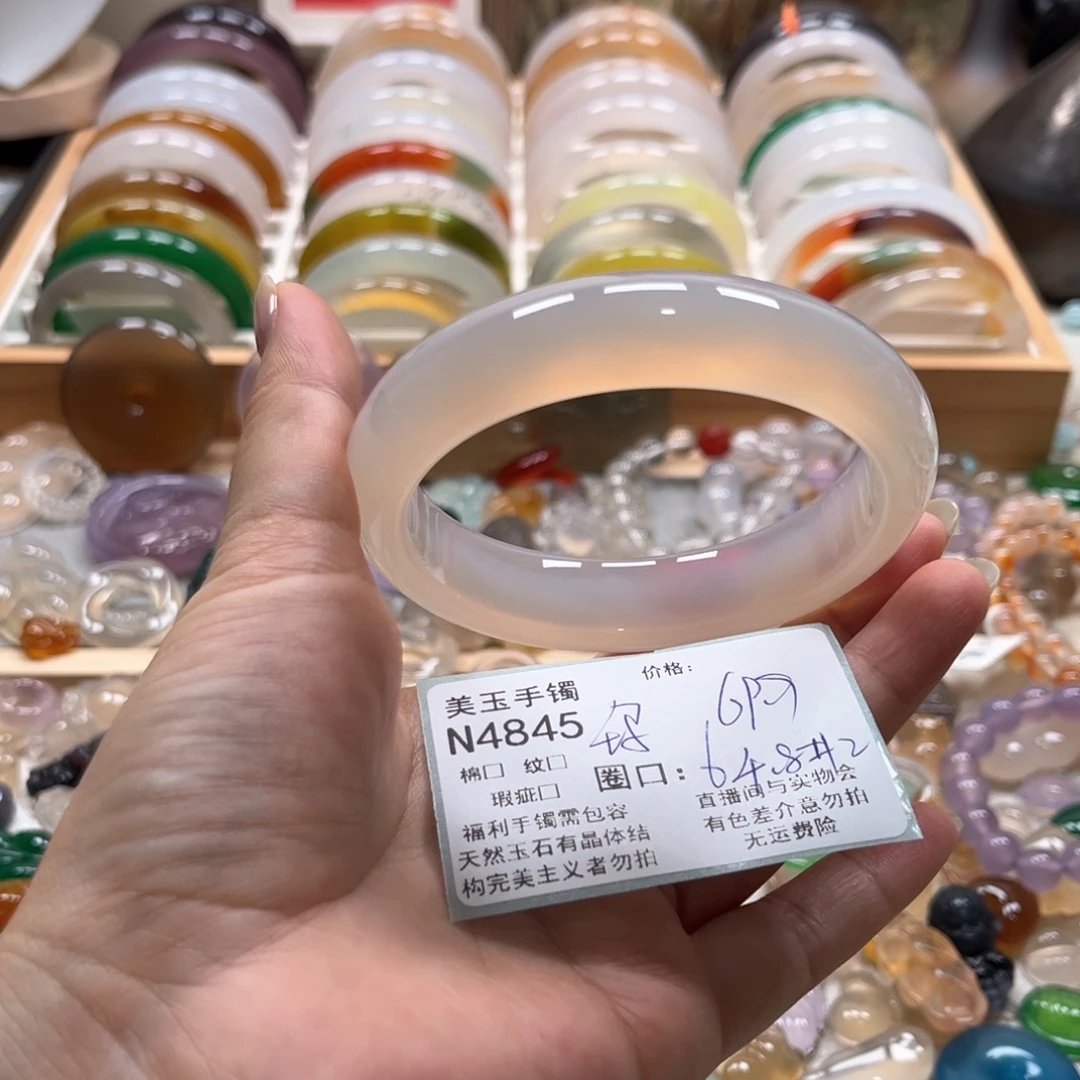 美玉手镯
价格:
N4845
棉口 纹口
瑕疵口
圈口: 64.8#2
福利手镯需包容
天然玉石有晶体结
构完美主义者勿拍
直播间与实物会
有色差介意勿拍
无运费险